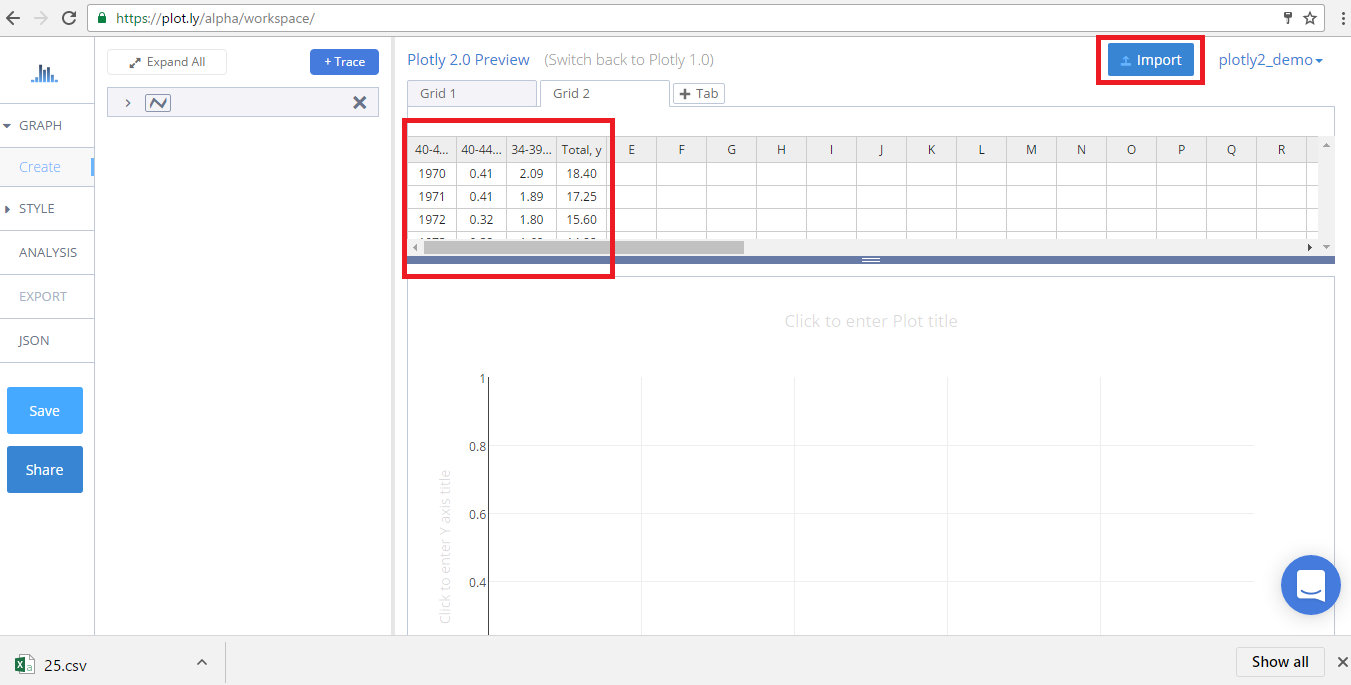 https://plot.ly/alpha/workspace/
Expand All
+ Trace
Plotly 2.0 Preview (Switch back to Plotly 1.0)
Import
plotly2_demo
Grid 1
Grid 2
+ Tab
GRAPH
Create
STYLE
ANALYSIS
EXPORT
JSON
Save
Share
40-4... 40-44... 34-39... Total, y E F G H I J K L M N O P Q R
1970 0.41 2.09 18.40
1971 0.41 1.89 17.25
1972 0.32 1.80 15.60
Click to enter Plot title
1
0.8
0.6
0.4
Click to enter Y axis title
25.csv
Show all